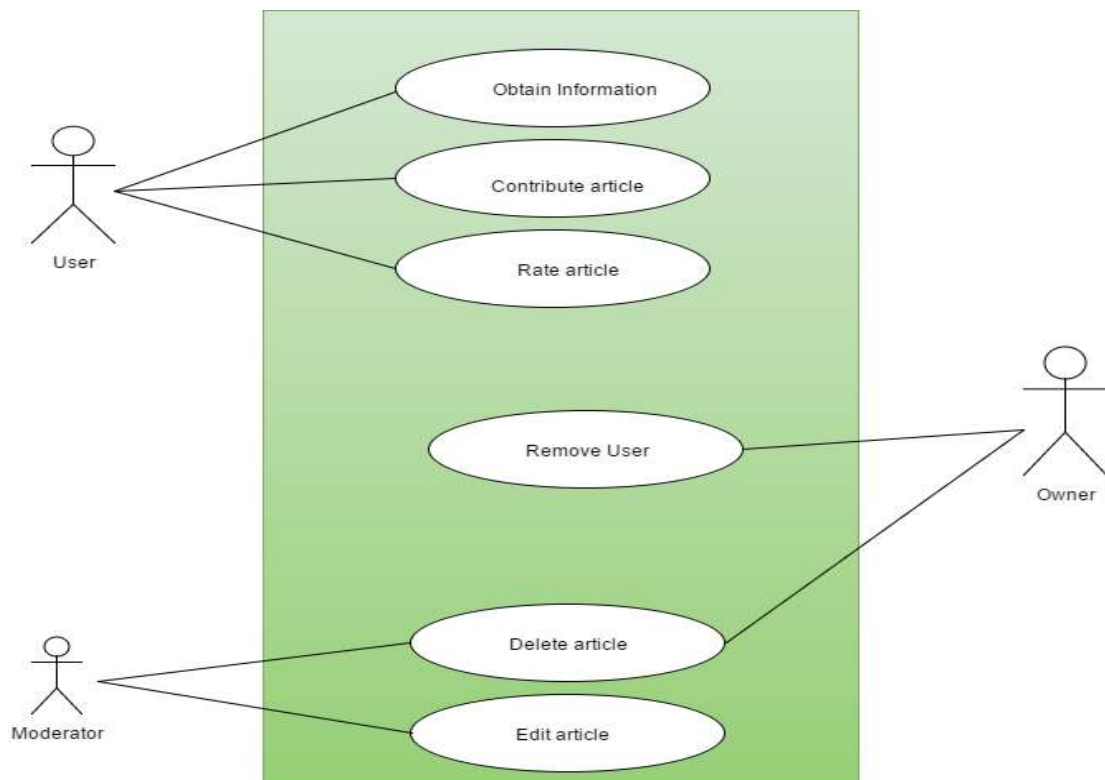 Obtain Information
Contribute article
Rate article
User
Remove User
Owner
Delete article
Moderator
Edit article